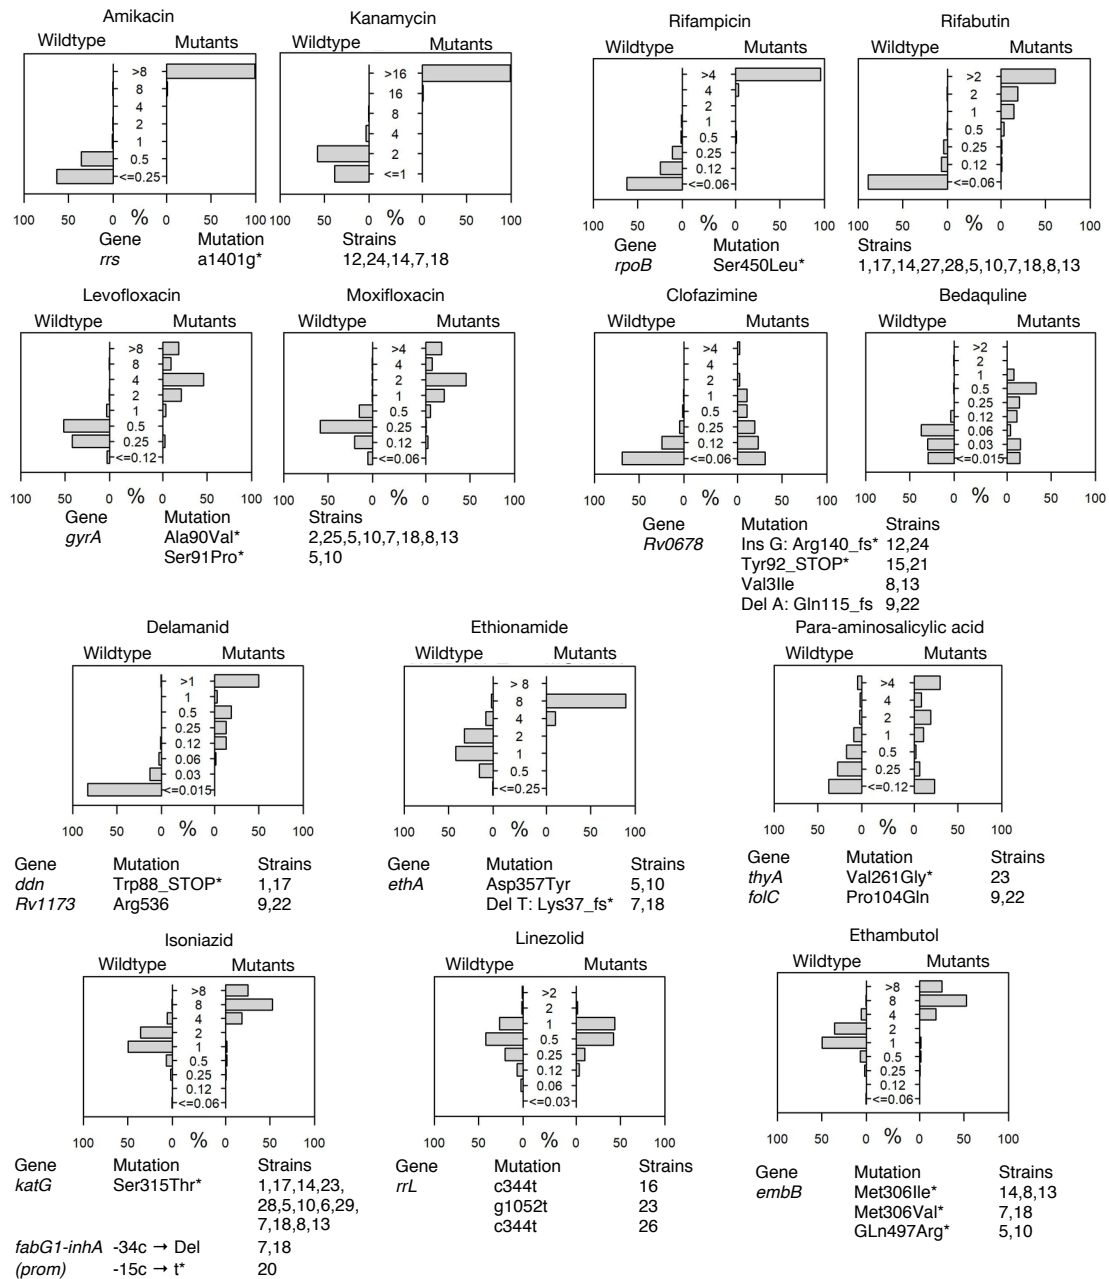 Amikacin
Wildtype Mutants
>8
8
4
2
1
0.5
<=0.25
100 50 0 % 0 50 100
Kanamycin
Wildtype Mutants
>16
16
8
4
2
<=1
100 50 0 % 0 50 100
Gene Mutation Strains
rrs a1401g* 12,24,14,7,18
Rifampicin
Wildtype Mutants
>4
4
2
1
0.5
0.25
0.12
<=0.06
100 50 0 % 0 50 100
Rifabutin
Wildtype Mutants
>2
2
1
0.5
0.25
0.12
<=0.06
100 50 0 % 0 50 100
Gene Mutation Strains
rpoB Ser450Leu* 1,17,14,27,28,5,10,7,18,8,13
Levofloxacin
Wildtype Mutants
>8
8
4
2
1
0.5
0.25
<=0.12
100 50 0 % 0 50 100
Moxifloxacin
Wildtype Mutants
>4
4
2
1
0.5
0.25
0.12
<=0.06
100 50 0 % 0 50 100
Gene Mutation Strains
gyrA Ala90Val* 2,25,5,10,7,18,8,13
Ser91Pro* 5,10
Clofazimine
Wildtype Mutants
>4
4
2
1
0.5
0.25
0.12
<=0.06
100 50 0 % 0 50 100
Bedaquline
Wildtype Mutants
>2
2
1
0.5
0.25
0.12
0.06
0.03
<=0.015
100 50 0 % 0 50 100
Gene Mutation Strains
Rv0678 Ins G: Arg140_fs* 12,24
Tyr92_STOP* 15,21
Val3Ile 8,13
Del A: Gln115_fs 9,22
Delamanid
Wildtype Mutants
>1
1
0.5
0.25
0.12
0.06
0.03
<=0.015
100 50 0 % 0 50 100
Gene Mutation Strains
ddn Trp88_STOP* 1,17
Rv1173 Arg536 9,22
Ethionamide
Wildtype Mutants
> 8
8
4
2
1
0.5
<=0.25
100 50 0 % 0 50 100
Gene Mutation Strains
ethA Asp357Tyr 5,10
Del T: Lys37_fs* 7,18
Para-aminosalicylic acid
Wildtype Mutants
>4
4
2
1
0.5
0.25
<=0.12
100 50 0 % 0 50 100
Gene Mutation Strains
thyA Val261Gly* 23
folC Pro104Gln 9,22
Isoniazid
Wildtype Mutants
>8
8
4
2
1
0.5
0.25
0.12
<=0.06
100 50 0 % 0 50 100
Gene Mutation Strains
katG Ser315Thr* 1,17,14,23,
28,5,10,6,29,
7,18,8,13
fabG1-inhA -34c → Del 7,18
(prom) -15c → t* 20
Linezolid
Wildtype Mutants
>2
2
1
0.5
0.25
0.12
0.06
<=0.03
100 50 0 % 0 50 100
Gene Mutation Strains
rrL c344t 16
g1052t 23
c344t 26
Ethambutol
Wildtype Mutants
>8
8
4
2
1
0.5
0.25
0.12
<=0.06
100 50 0 % 0 50 100
Gene Mutation Strains
embB Met306Ile* 14,8,13
Met306Val* 7,18
GLn497Arg* 5,10